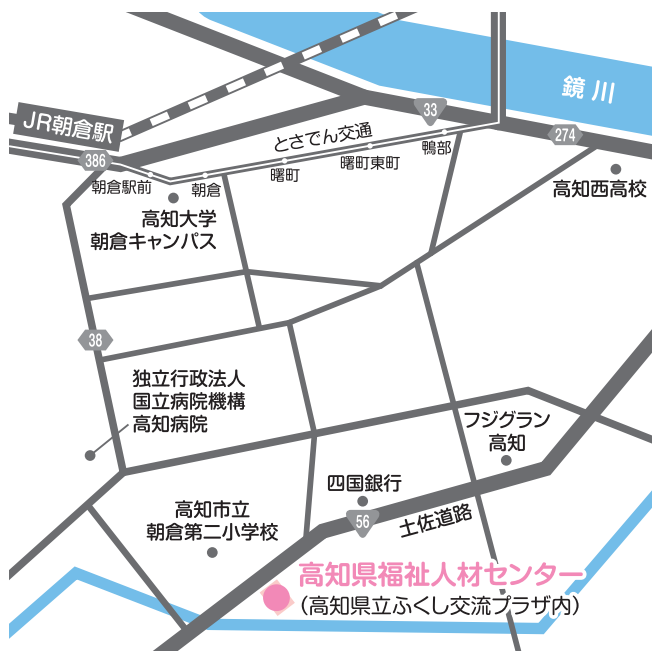 鏡川
33
JR朝倉駅
とさでん交通
274
鴨部
386
曙町東町
曙町
朝倉
朝倉駅前
高知西高校
高知大学
朝倉キャンパス
38
独立行政法人
国立病院機構
高知病院
フジグラン
高知
四国銀行
高知市立
朝倉第二小学校
56
土佐道路
高知県福祉人材センター
（高知県立ふくし交流プラザ内）